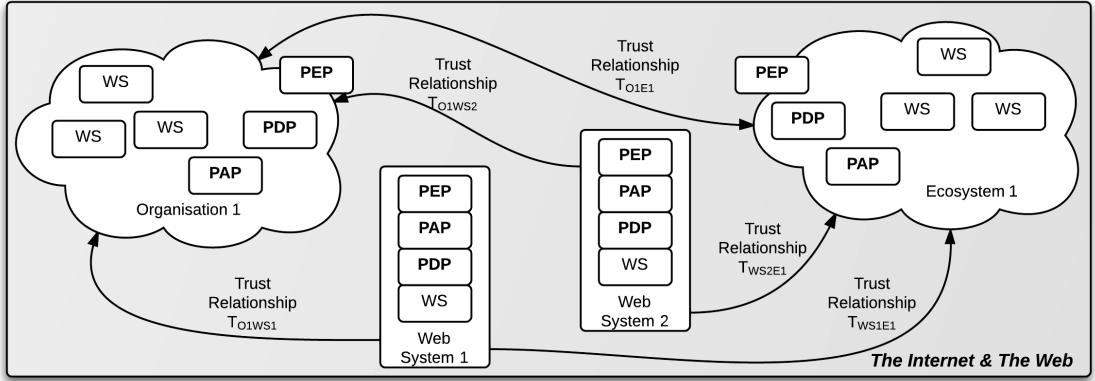 WS
WS
WS
PDP
PAP
PEP
Organisation 1
Trust
Relationship
TO1WS2
Trust
Relationship
TO1E1
PEP
PDP
PAP
WS
WS
WS
Ecosystem 1
PEP
PAP
PDP
WS
Web
System 1
PEP
PAP
PDP
WS
Web
System 2
Trust
Relationship
TO1WS1
Trust
Relationship
TWS2E1
Trust
Relationship
TWS1E1
The Internet & The Web